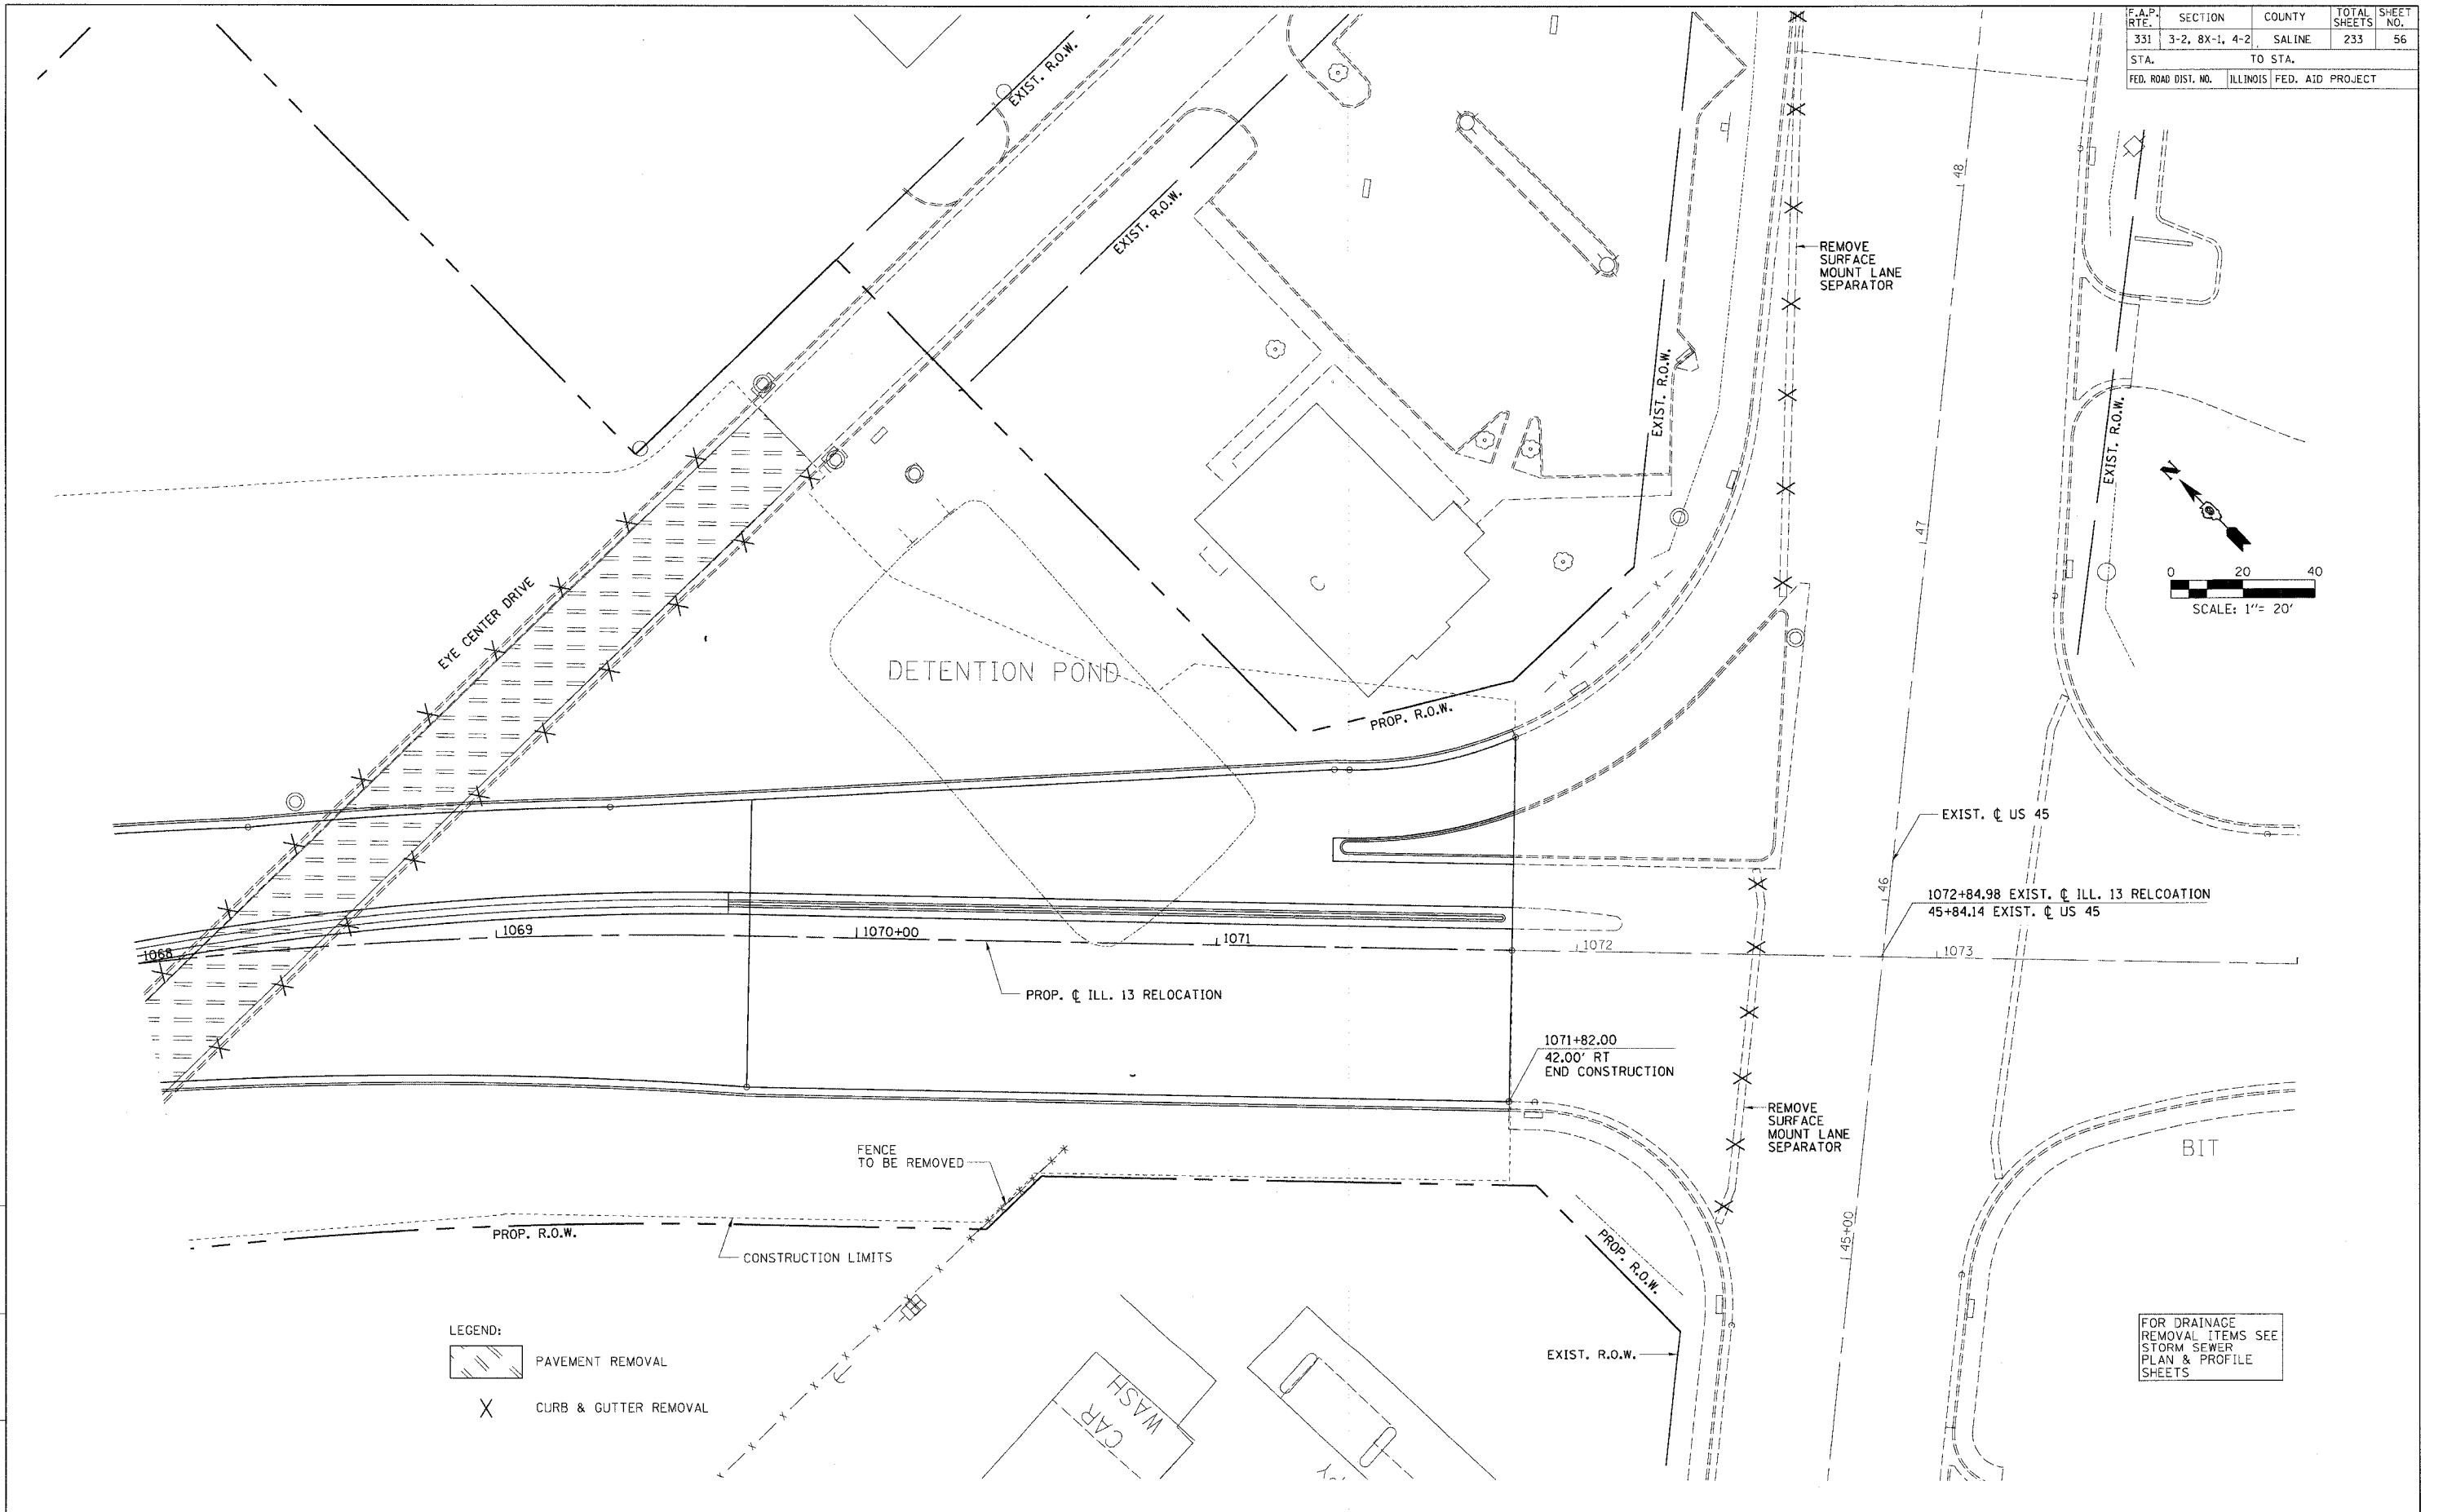 F.A.P. RTE. SECTION COUNTY TOTAL SHEETS SHEET NO.
331 3-2, 8X-1, 4-2 SALINE 233 56
STA. TO STA.
FED. ROAD DIST. NO. ILLINOIS FED. AID PROJECT
EXIST. R.O.W.
EXIST. R.O.W.
48
REMOVE
SURFACE
MOUNT LANE
SEPARATOR
EXIST. R.O.W.
EXIST. R.O.W.
N
47
0 20 40
SCALE: 1"= 20'
EYE CENTER DRIVE
C
DETENTION POND
PROP. R.O.W.
EXIST. ℄ US 45
46
1072+84.98 EXIST. ℄ ILL. 13 RELCOATION
45+84.14 EXIST. ℄ US 45
1068
1069
1070+00
1071
1072
1073
PROP. ℄ ILL. 13 RELOCATION
1071+82.00
42.00' RT
END CONSTRUCTION
REMOVE
SURFACE
MOUNT LANE
SEPARATOR
BIT
FENCE
TO BE REMOVED
PROP. R.O.W.
CONSTRUCTION LIMITS
PROP. R.O.W.
45+00
EXIST. R.O.W.
LEGEND:
PAVEMENT REMOVAL
X CURB & GUTTER REMOVAL
CAR
WASH
FOR DRAINAGE
REMOVAL ITEMS SEE
STORM SEWER
PLAN & PROFILE
SHEETS